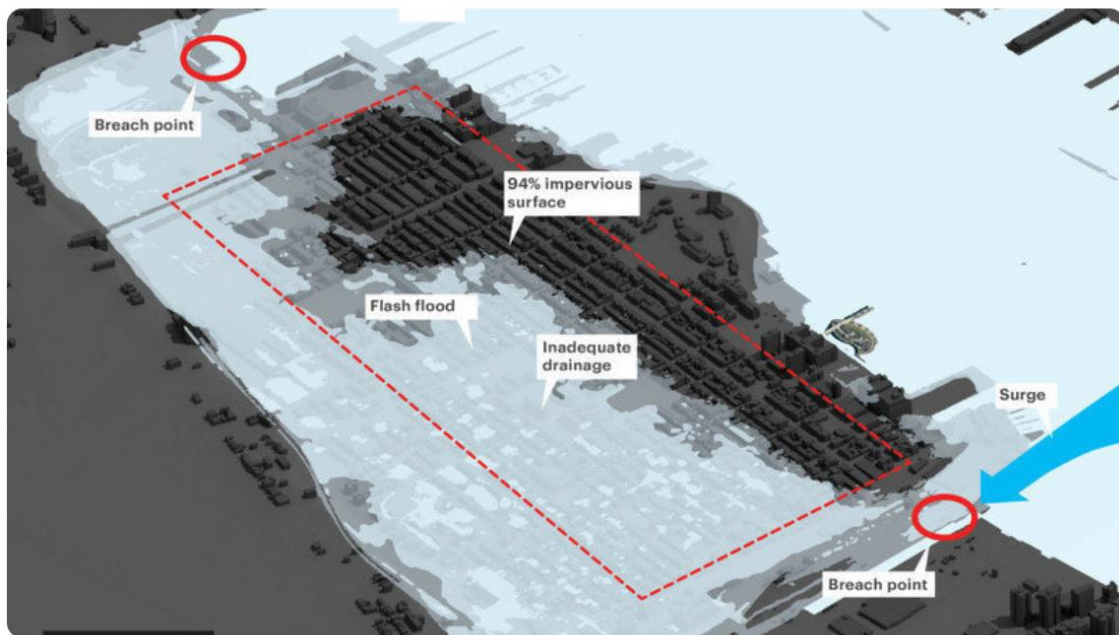 Breach point
94% impervious
surface
Flash flood
Inadequate
drainage
Surge
Breach point